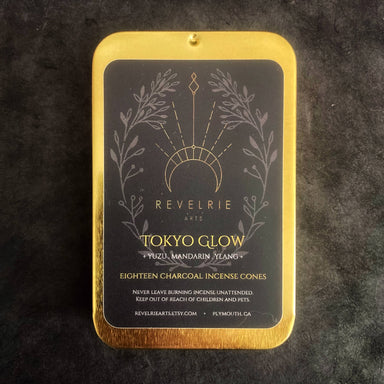 REVELRIE
ARTS
TOKYO GLOW
• YUZU, MANDARIN, YLANG •
EIGHTEEN CHARCOAL INCENSE CONES
NEVER LEAVE BURNING INCENSE UNATTENDED.
KEEP OUT OF REACH OF CHILDREN AND PETS.
REVELRIEARTS.ETSY.COM • PLYMOUTH, CA